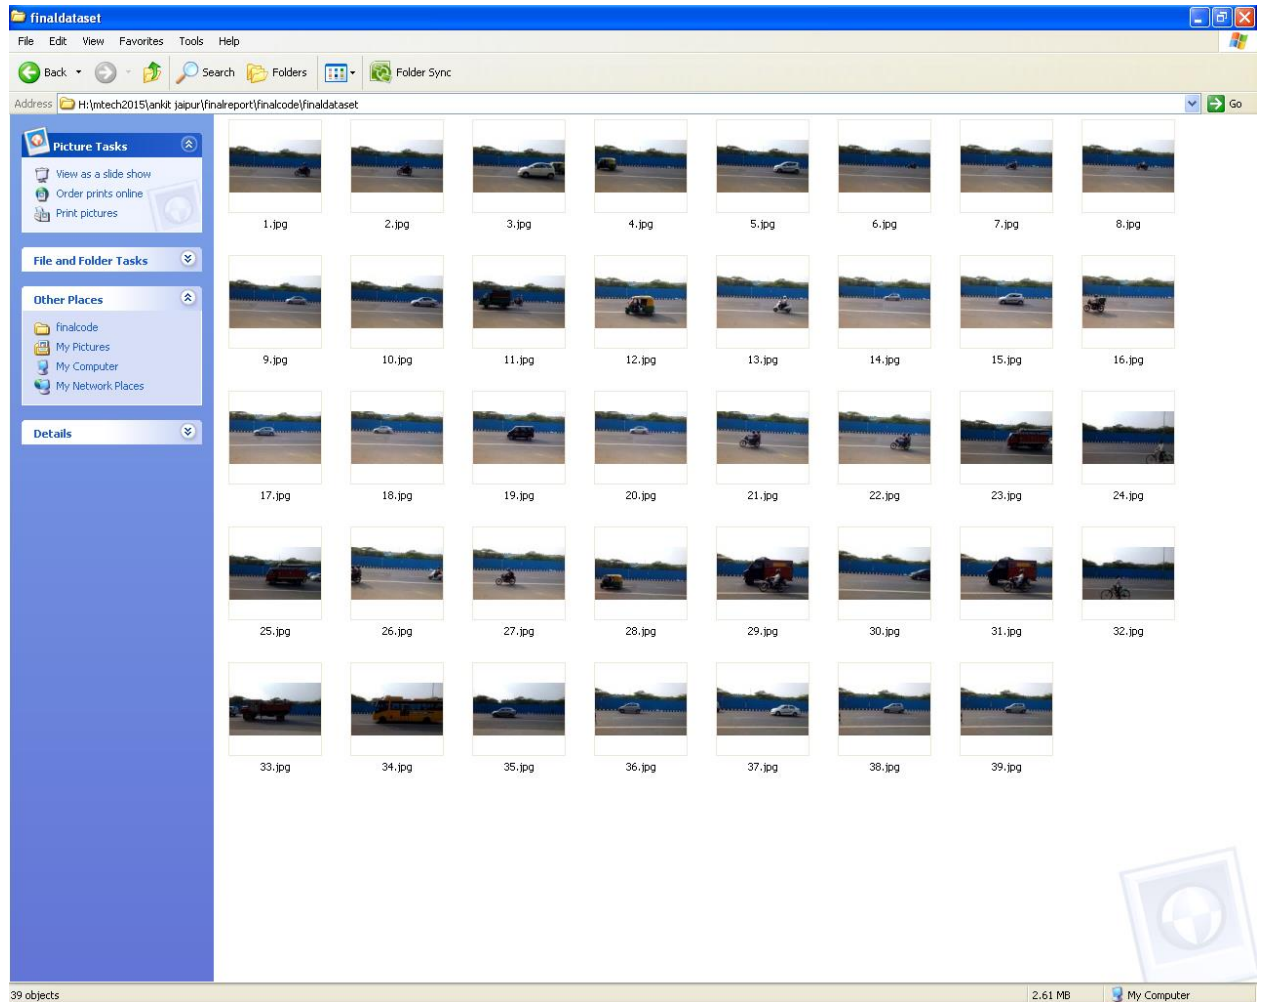 finaldataset
File Edit View Favorites Tools Help
Back Search Folders Folder Sync
Address H:\mtech2015\ankit jaipur\finalreport\finalcode\finaldataset Go
Picture Tasks
View as a slide show
Order prints online
Print pictures
File and Folder Tasks
Other Places
finalcode
My Pictures
My Computer
My Network Places
Details
1.jpg 2.jpg 3.jpg 4.jpg 5.jpg 6.jpg 7.jpg 8.jpg
9.jpg 10.jpg 11.jpg 12.jpg 13.jpg 14.jpg 15.jpg 16.jpg
17.jpg 18.jpg 19.jpg 20.jpg 21.jpg 22.jpg 23.jpg 24.jpg
25.jpg 26.jpg 27.jpg 28.jpg 29.jpg 30.jpg 31.jpg 32.jpg
33.jpg 34.jpg 35.jpg 36.jpg 37.jpg 38.jpg 39.jpg
39 objects 2.61 MB My Computer